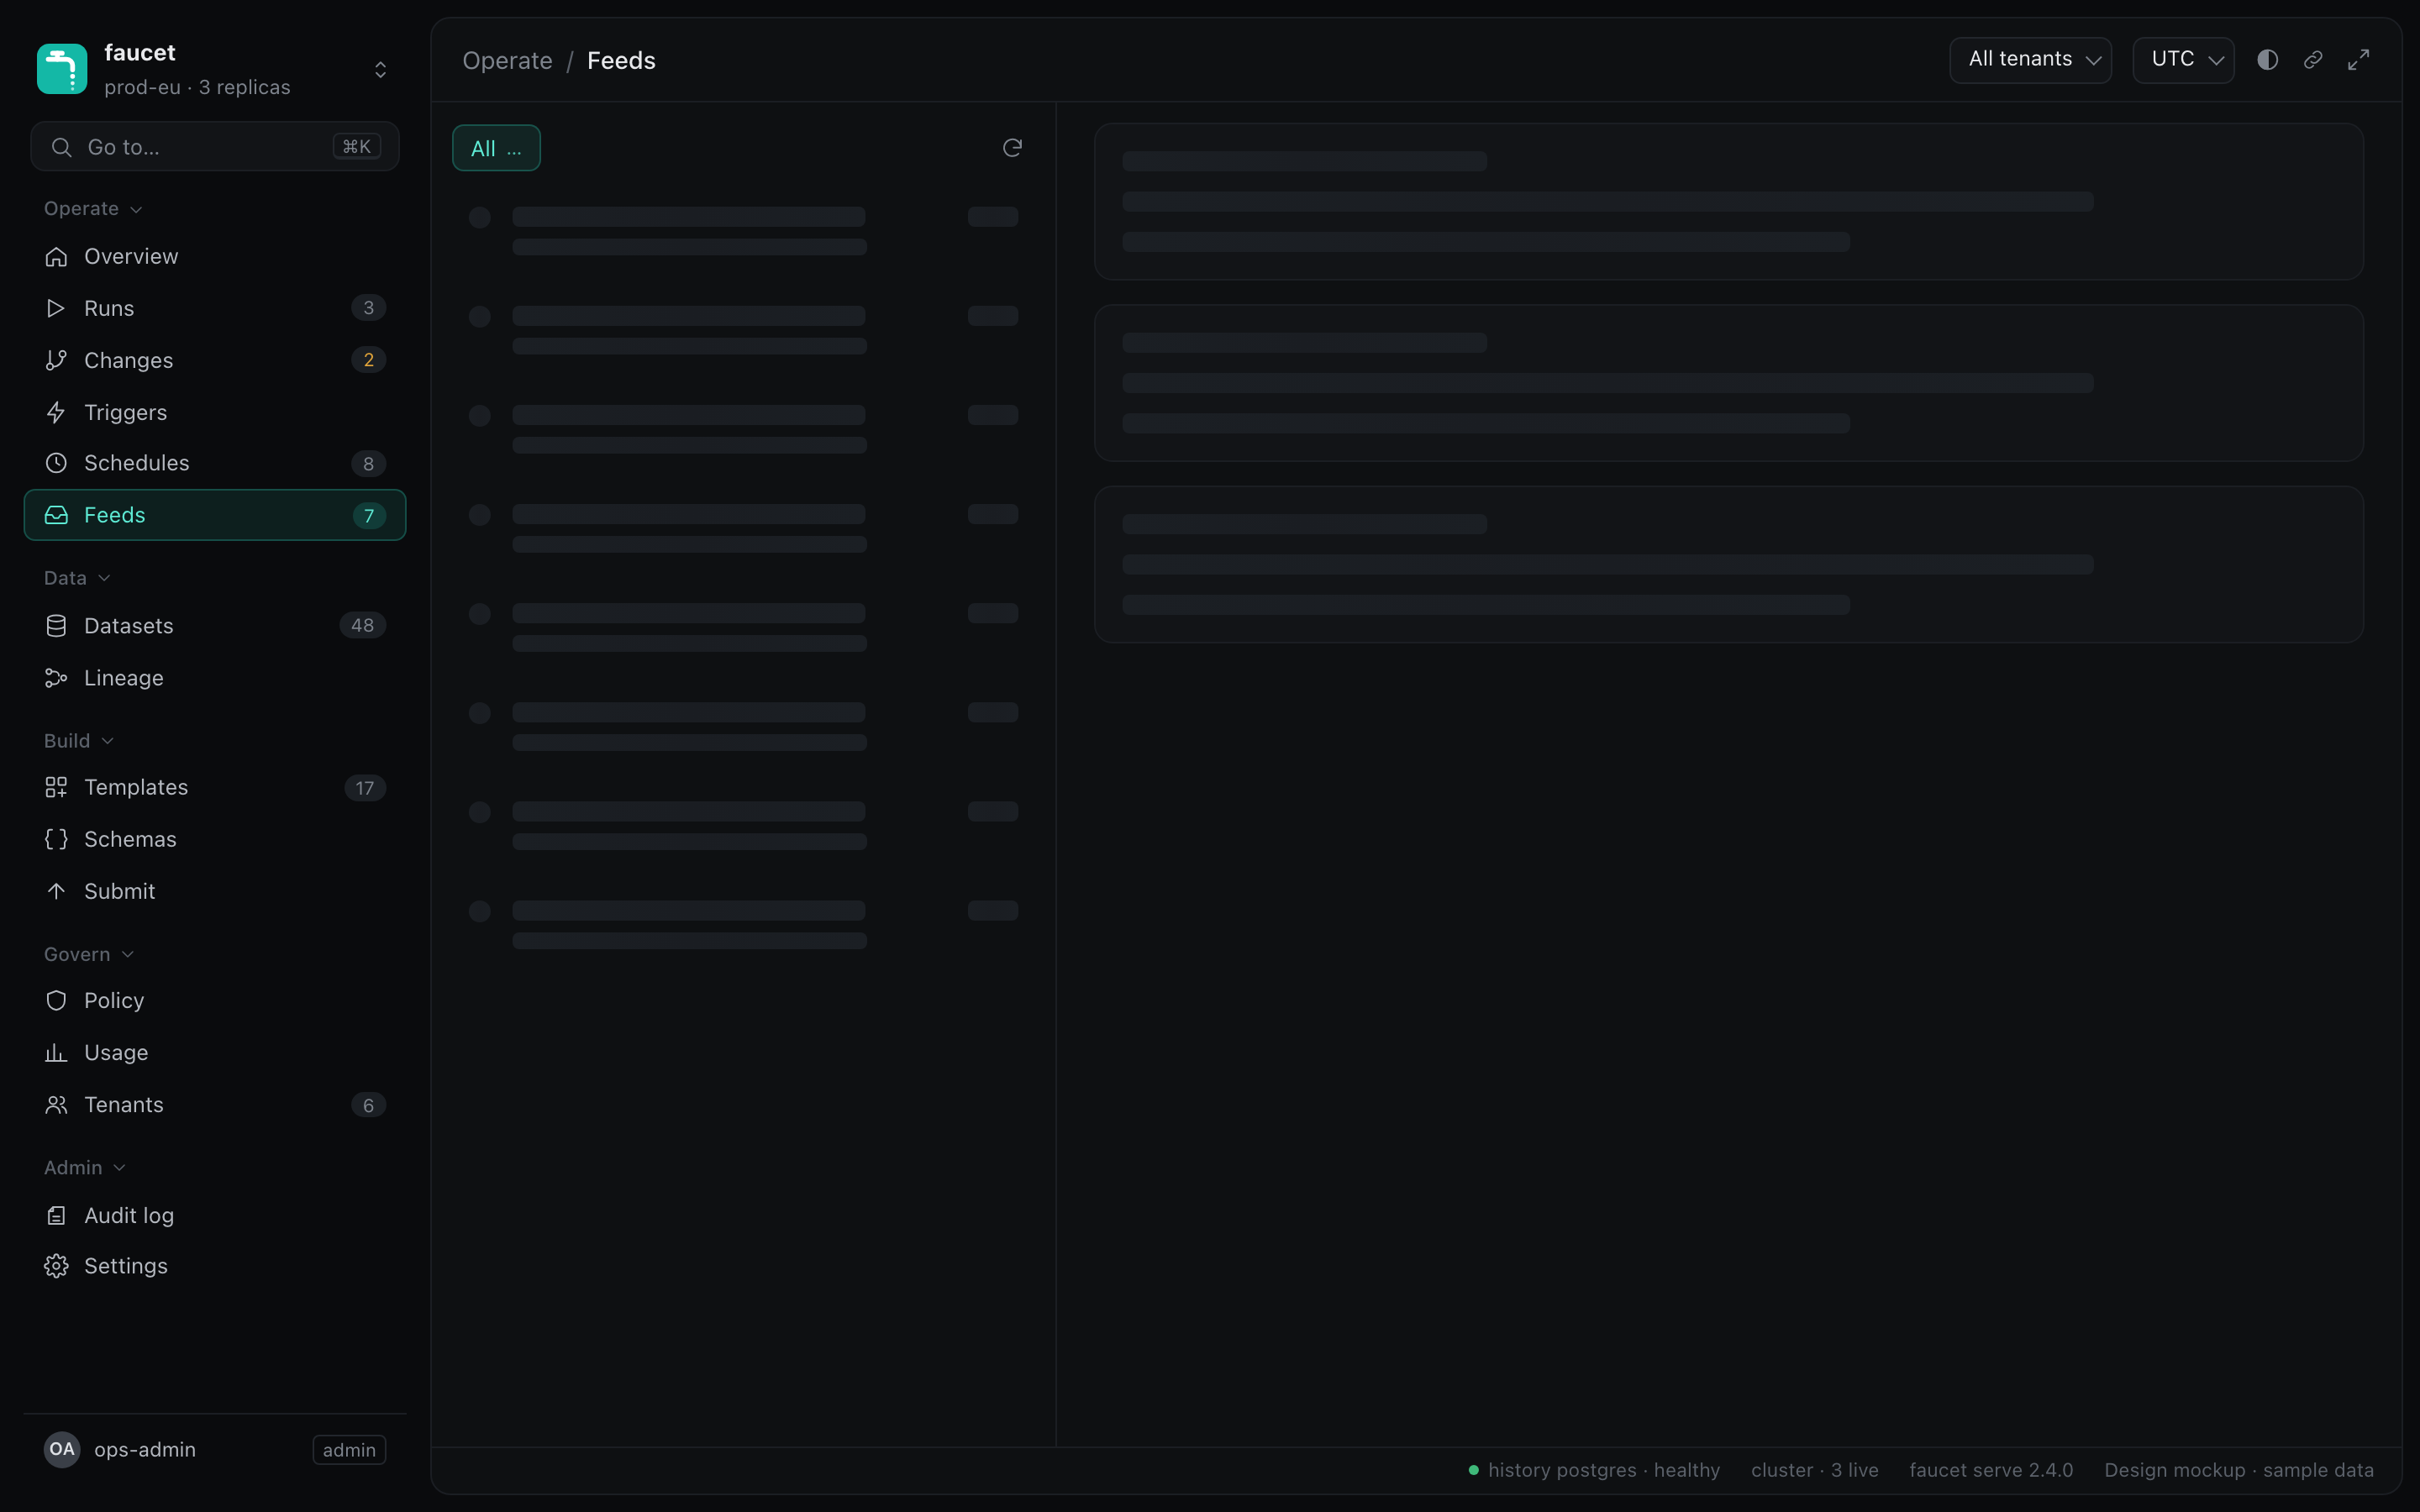 faucet
prod-eu · 3 replicas
Go to...
⌘K
Operate
Overview
Runs 3
Changes 2
Triggers
Schedules 8
Feeds 7
Data
Datasets 48
Lineage
Build
Templates 17
Schemas
Submit
Govern
Policy
Usage
Tenants 6
Admin
Audit log
Settings
OA ops-admin admin
Operate / Feeds
All tenants
UTC
All ...
history postgres · healthy
cluster · 3 live
faucet serve 2.4.0
Design mockup · sample data